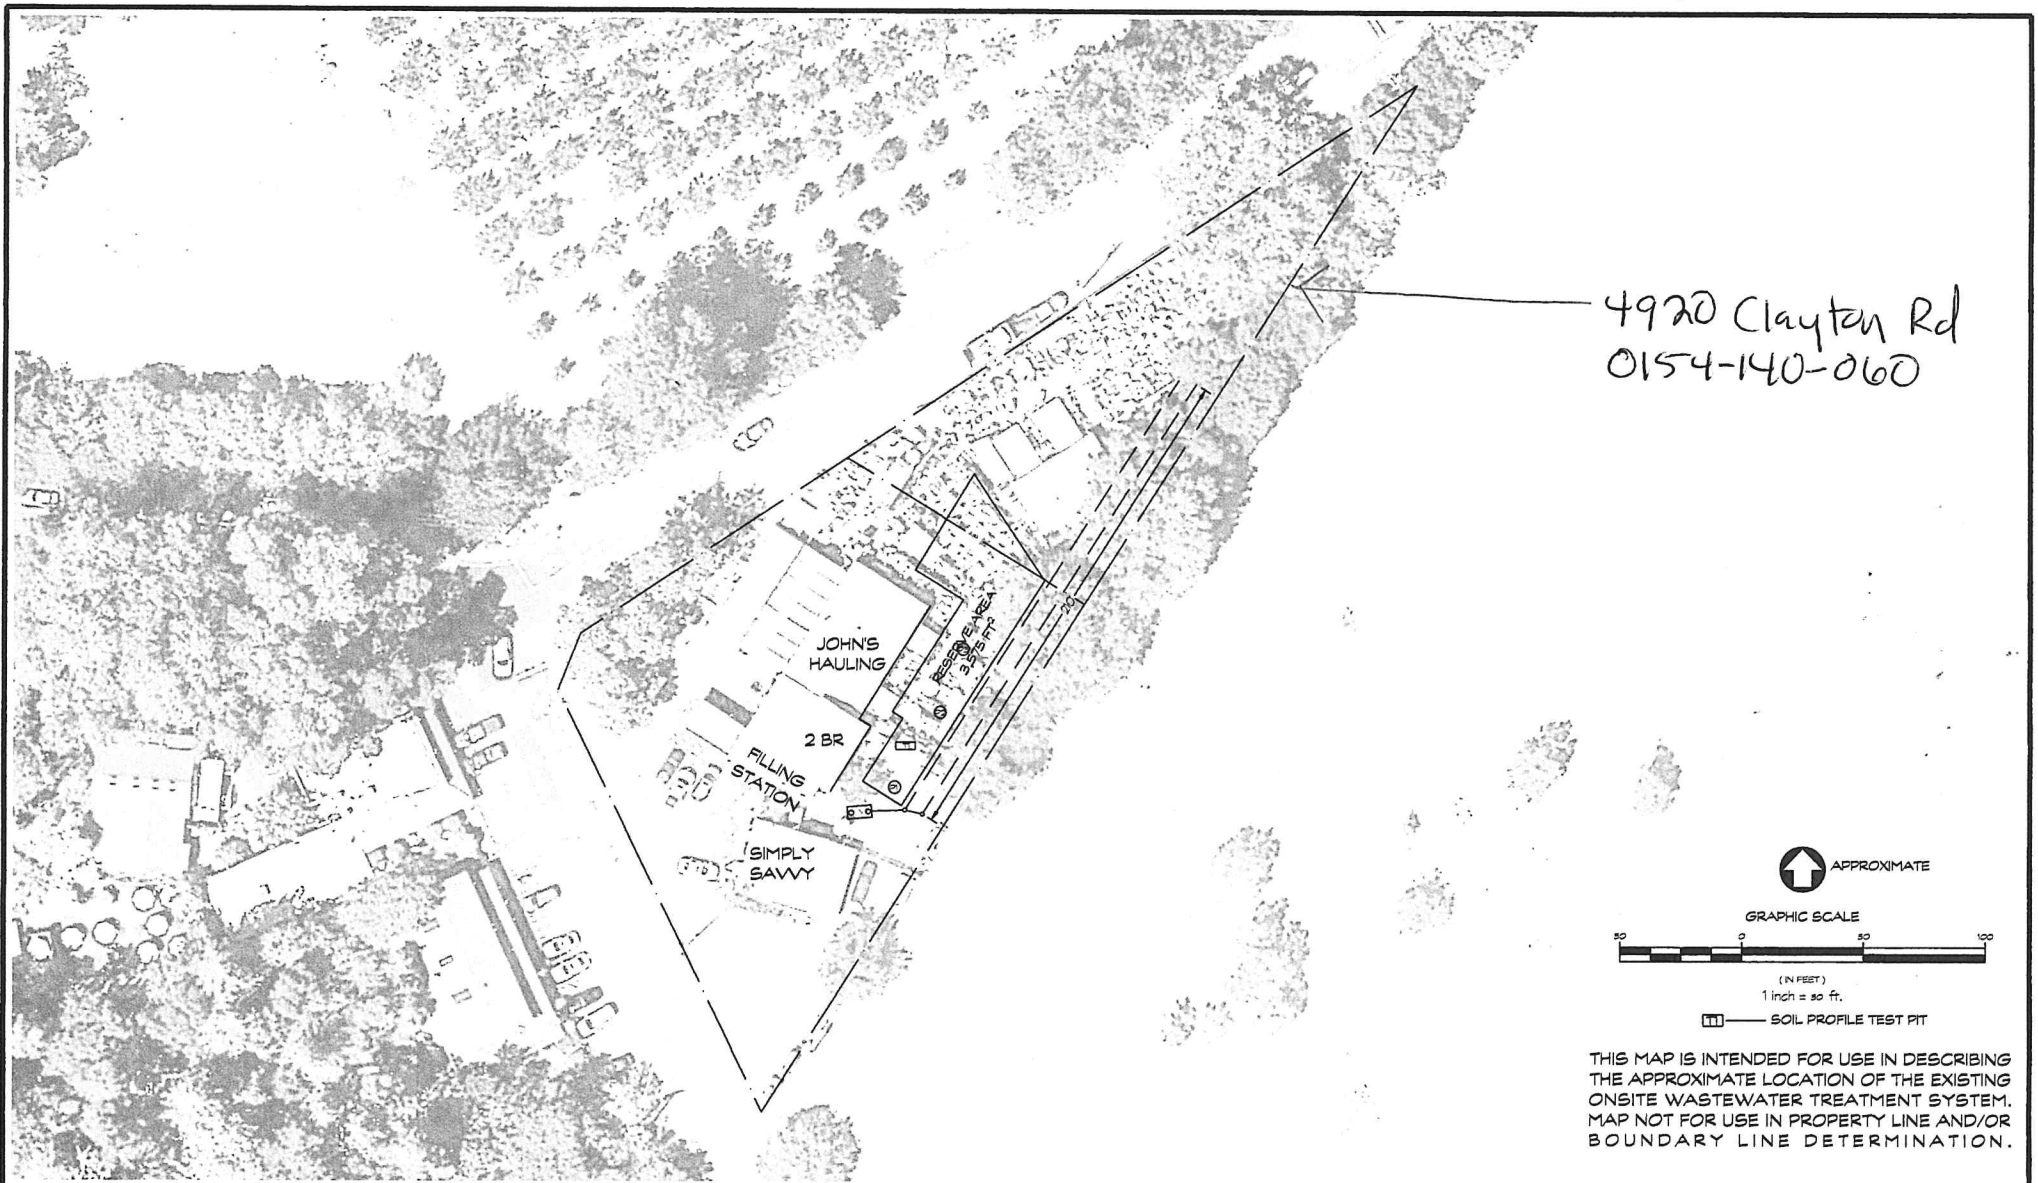 4920 Clayton Rd
0154-140-060
JOHN'S
HAULING
RESERVE AREA
3,575 FT²
20'
2 BR
FILLING
STATION
SIMPLY
SAVVY
APPROXIMATE
GRAPHIC SCALE
50 0 50 100
(IN FEET)
1 inch = 50 ft.
T1 SOIL PROFILE TEST PIT
THIS MAP IS INTENDED FOR USE IN DESCRIBING
THE APPROXIMATE LOCATION OF THE EXISTING
ONSITE WASTEWATER TREATMENT SYSTEM.
MAP NOT FOR USE IN PROPERTY LINE AND/OR
BOUNDARY LINE DETERMINATION.